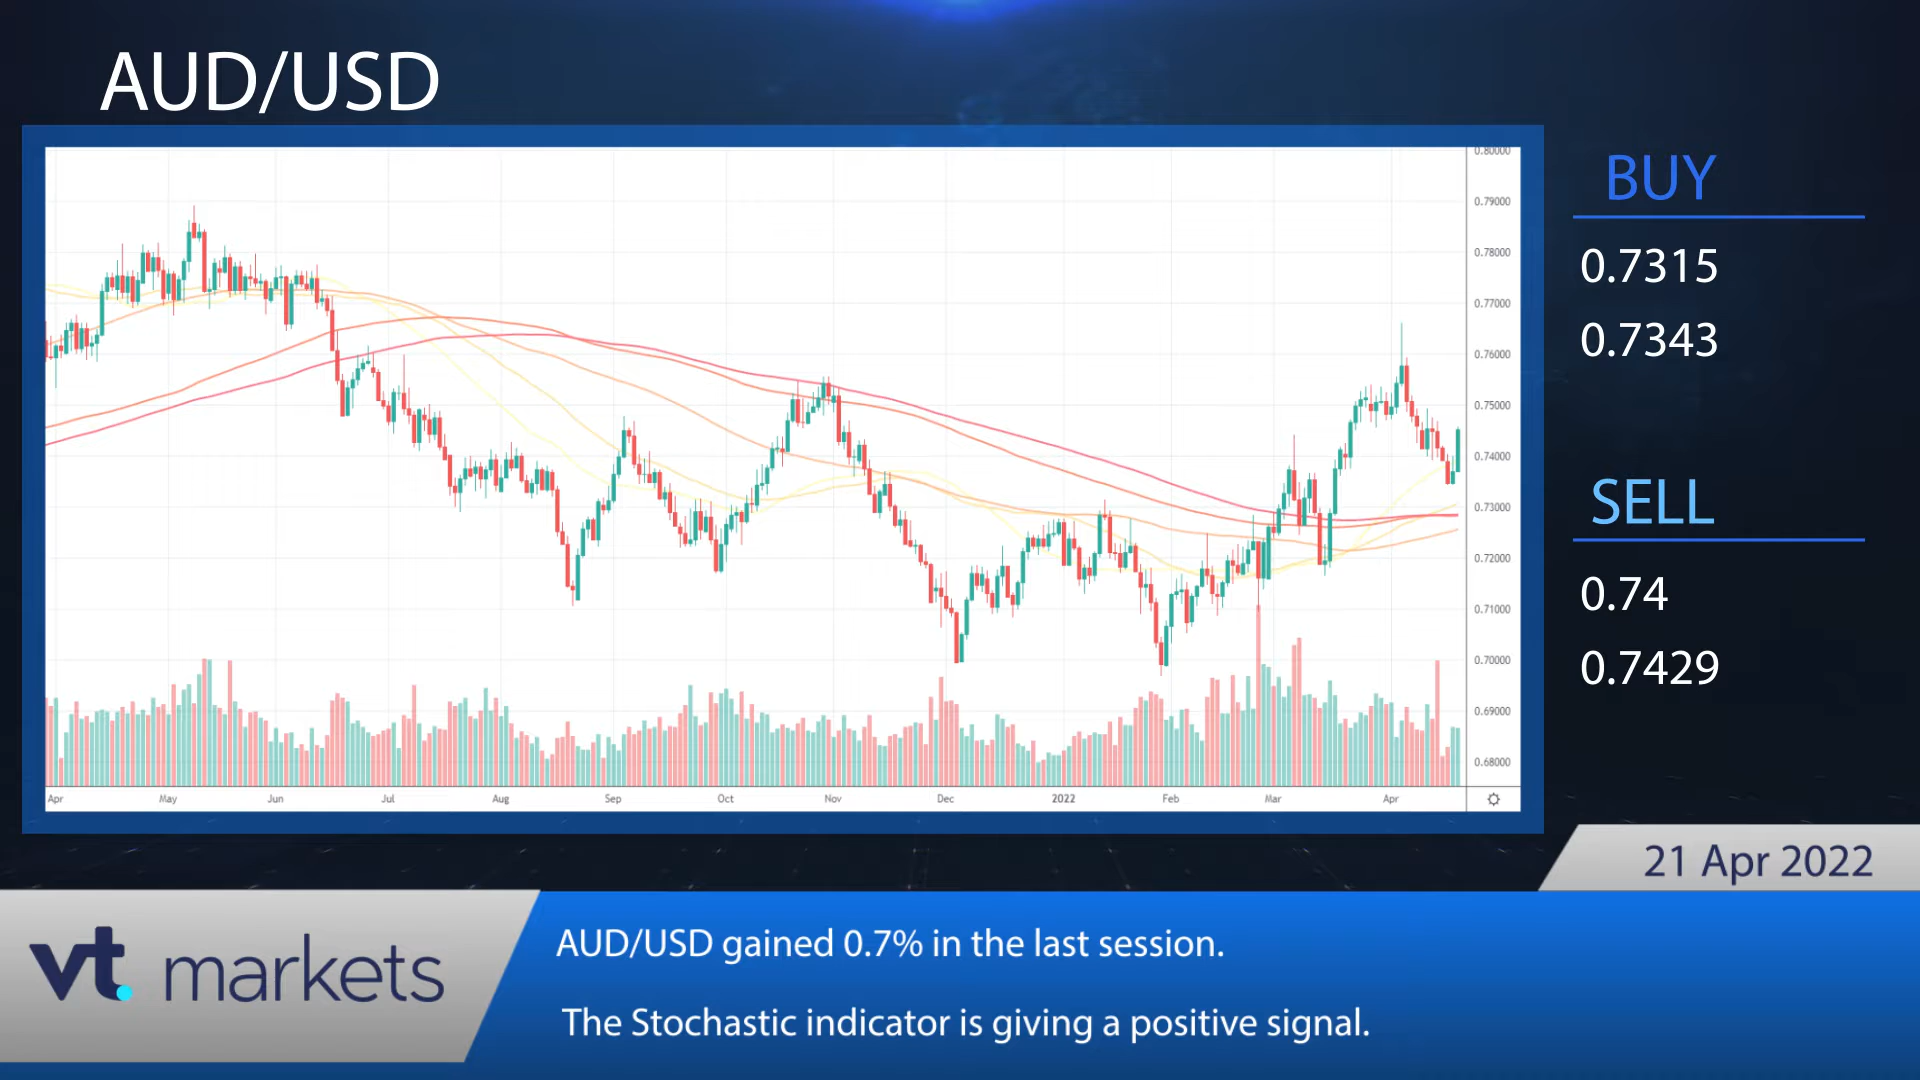 AUD/USD
0.80000
0.79000
0.78000
0.77000
0.76000
0.75000
0.74000
0.73000
0.72000
0.71000
0.70000
0.69000
0.68000
Apr May Jun Jul Aug Sep Oct Nov Dec 2022 Feb Mar Apr
BUY
0.7315
0.7343
SELL
0.74
0.7429
21 Apr 2022
vt. markets
AUD/USD gained 0.7% in the last session.
The Stochastic indicator is giving a positive signal.